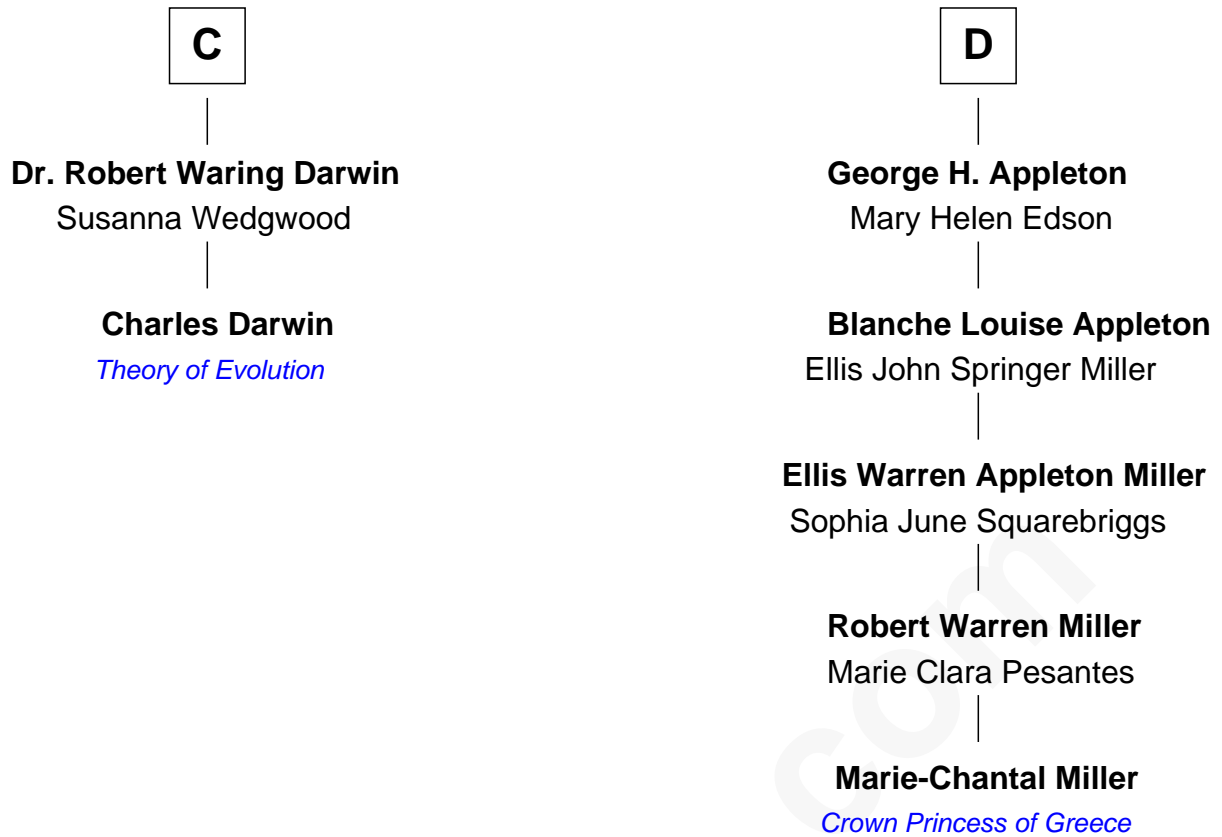 C
Dr. Robert Waring Darwin
Susanna Wedgwood
Charles Darwin
Theory of Evolution
D
George H. Appleton
Mary Helen Edson
Blanche Louise Appleton
Ellis John Springer Miller
Ellis Warren Appleton Miller
Sophia June Squarebriggs
Robert Warren Miller
Marie Clara Pesantes
Marie-Chantal Miller
Crown Princess of Greece
com